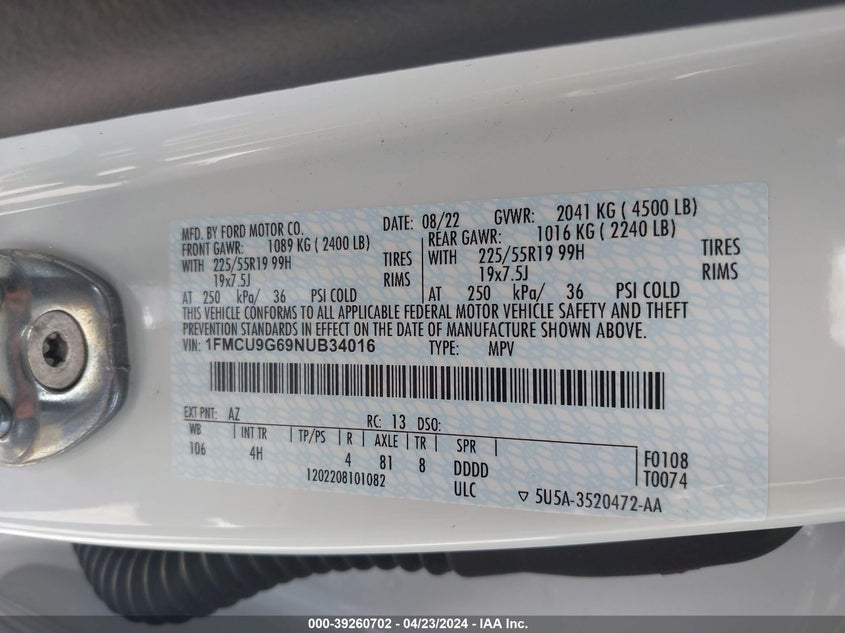 MFD. BY FORD MOTOR CO. DATE: 08/22 GVWR: 2041 KG ( 4500 LB)
FRONT GAWR: 1089 KG ( 2400 LB) REAR GAWR: 1016 KG ( 2240 LB)
WITH 225/55R19 99H TIRES WITH 225/55R19 99H TIRES
19x7.5J RIMS 19x7.5J RIMS
AT 250 kPa/ 36 PSI COLD AT 250 kPa/ 36 PSI COLD
THIS VEHICLE CONFORMS TO ALL APPLICABLE FEDERAL MOTOR VEHICLE SAFETY AND THEFT
PREVENTION STANDARDS IN EFFECT ON THE DATE OF MANUFACTURE SHOWN ABOVE.
VIN: 1FMCU9G69NUB34016 TYPE: MPV
EXT PNT: AZ RC: 13 DSO:
WB INT TR TP/PS R AXLE TR SPR
106 4H 4 81 8 DDDD F0108
1202208101082 ULC T0074
▽ 5U5A-3520472-AA
000-39260702 - 04/23/2024 - IAA Inc.